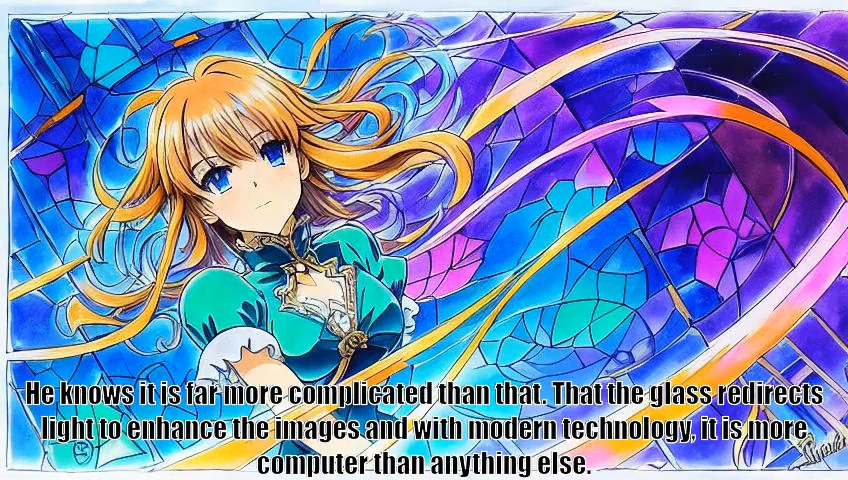 He knows it is far more complicated than that. That the glass redirects
light to enhance the images and with modern technology, it is more
computer than anything else.